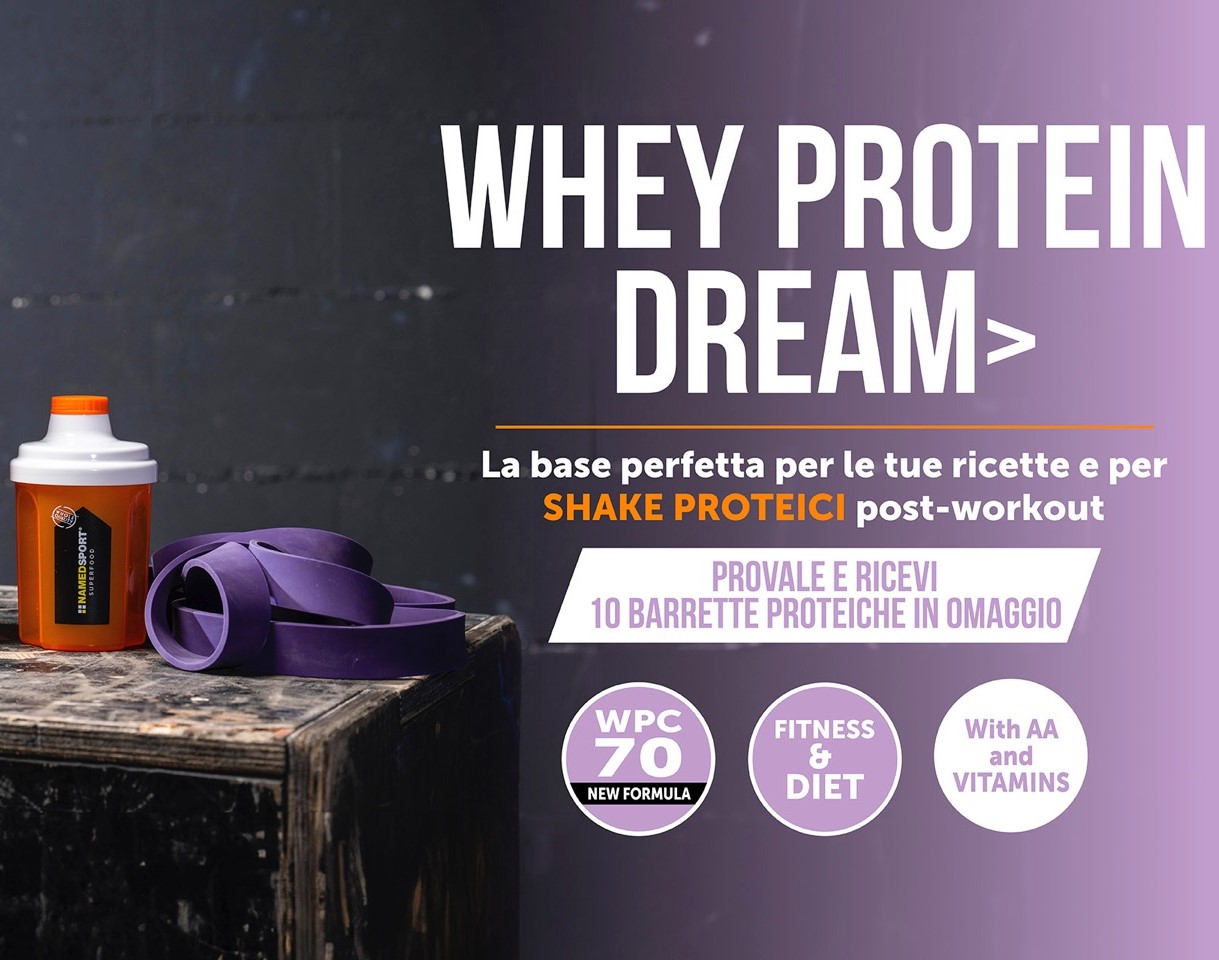 WHEY PROTEIN
DREAM>
La base perfetta per le tue ricette e per
SHAKE PROTEICI post-workout
PROVALE E RICEVI
10 BARRETTE PROTEICHE IN OMAGGIO
WPC
70
NEW FORMULA
FITNESS
&
DIET
With AA
and
VITAMINS
NAMEDSPORT®
SUPERFOOD